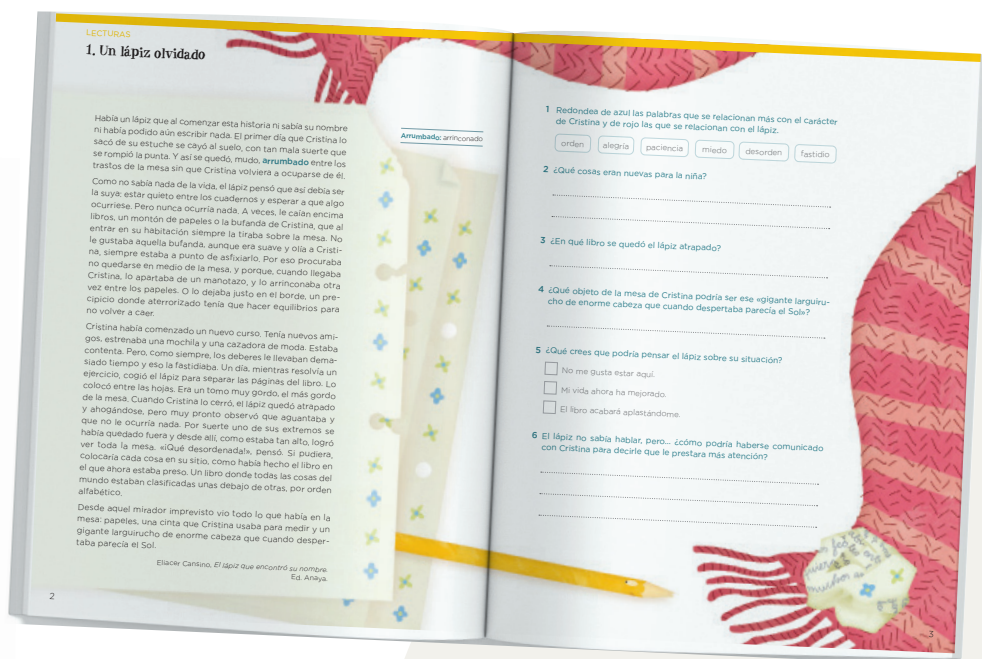 LECTURAS
1. Un lápiz olvidado
Había un lápiz que al comenzar esta historia ni sabía su nombre
ni había podido aún escribir nada. El primer día que Cristina lo
sacó de su estuche se cayó al suelo, con tan mala suerte que
se rompió la punta. Y así se quedó, mudo, arrumbado entre los
trastos de la mesa sin que Cristina volviera a ocuparse de él.
Como no sabía nada de la vida, el lápiz pensó que así debía ser
la suya: estar quieto entre los cuadernos y esperar a que algo
ocurriese. Pero nunca ocurría nada. A veces, le caían encima
libros, un montón de papeles o la bufanda de Cristina, que al
entrar en su habitación siempre la tiraba sobre la mesa. No
le gustaba aquella bufanda, aunque era suave y olía a Cristi-
na, siempre estaba a punto de asfixiarlo. Por eso procuraba
no quedarse en medio de la mesa, y porque, cuando llegaba
Cristina, lo apartaba de un manotazo, y lo arrinconaba otra
vez entre los papeles. O lo dejaba justo en el borde, un pre-
cipicio donde aterrorizado tenía que hacer equilibrios para
no volver a caer.
Cristina había comenzado un nuevo curso. Tenía nuevos ami-
gos, estrenaba una mochila y una cazadora de moda. Estaba
contenta. Pero, como siempre, los deberes le llevaban dema-
siado tiempo y eso la fastidiaba. Un día, mientras resolvía un
ejercicio, cogió el lápiz para separar las páginas del libro. Lo
colocó entre las hojas. Era un tomo muy gordo, el más gordo
de la mesa. Cuando Cristina lo cerró, el lápiz quedó atrapado
y ahogándose, pero muy pronto observó que aguantaba y
que no le ocurría nada. Por suerte uno de sus extremos se
había quedado fuera y desde allí, como estaba tan alto, logró
ver toda la mesa. «¡Qué desordenada!», pensó. Si pudiera,
colocaría cada cosa en su sitio, como había hecho el libro en
el que ahora estaba preso. Un libro donde todas las cosas del
mundo estaban clasificadas unas debajo de otras, por orden
alfabético.
Desde aquel mirador imprevisto vio todo lo que había en la
mesa: papeles, una cinta que Cristina usaba para medir y un
gigante larguirucho de enorme cabeza que cuando desper-
taba parecía el Sol.
Eliacer Cansino, El lápiz que encontró su nombre.
Ed. Anaya.
2
Arrumbado: arrinconado
1 Redondea de azul las palabras que se relacionan más con el carácter
de Cristina y de rojo las que se relacionan con el lápiz.
orden alegría paciencia miedo desorden fastidio
2 ¿Qué cosas eran nuevas para la niña?
3 ¿En qué libro se quedó el lápiz atrapado?
4 ¿Qué objeto de la mesa de Cristina podría ser ese «gigante larguiru-
cho de enorme cabeza que cuando despertaba parecía el Sol»?
5 ¿Qué crees que podría pensar el lápiz sobre su situación?
No me gusta estar aquí.
Mi vida ahora ha mejorado.
El libro acabará aplastándome.
6 El lápiz no sabía hablar, pero... ¿cómo podría haberse comunicado
con Cristina para decirle que le prestara más atención?
3